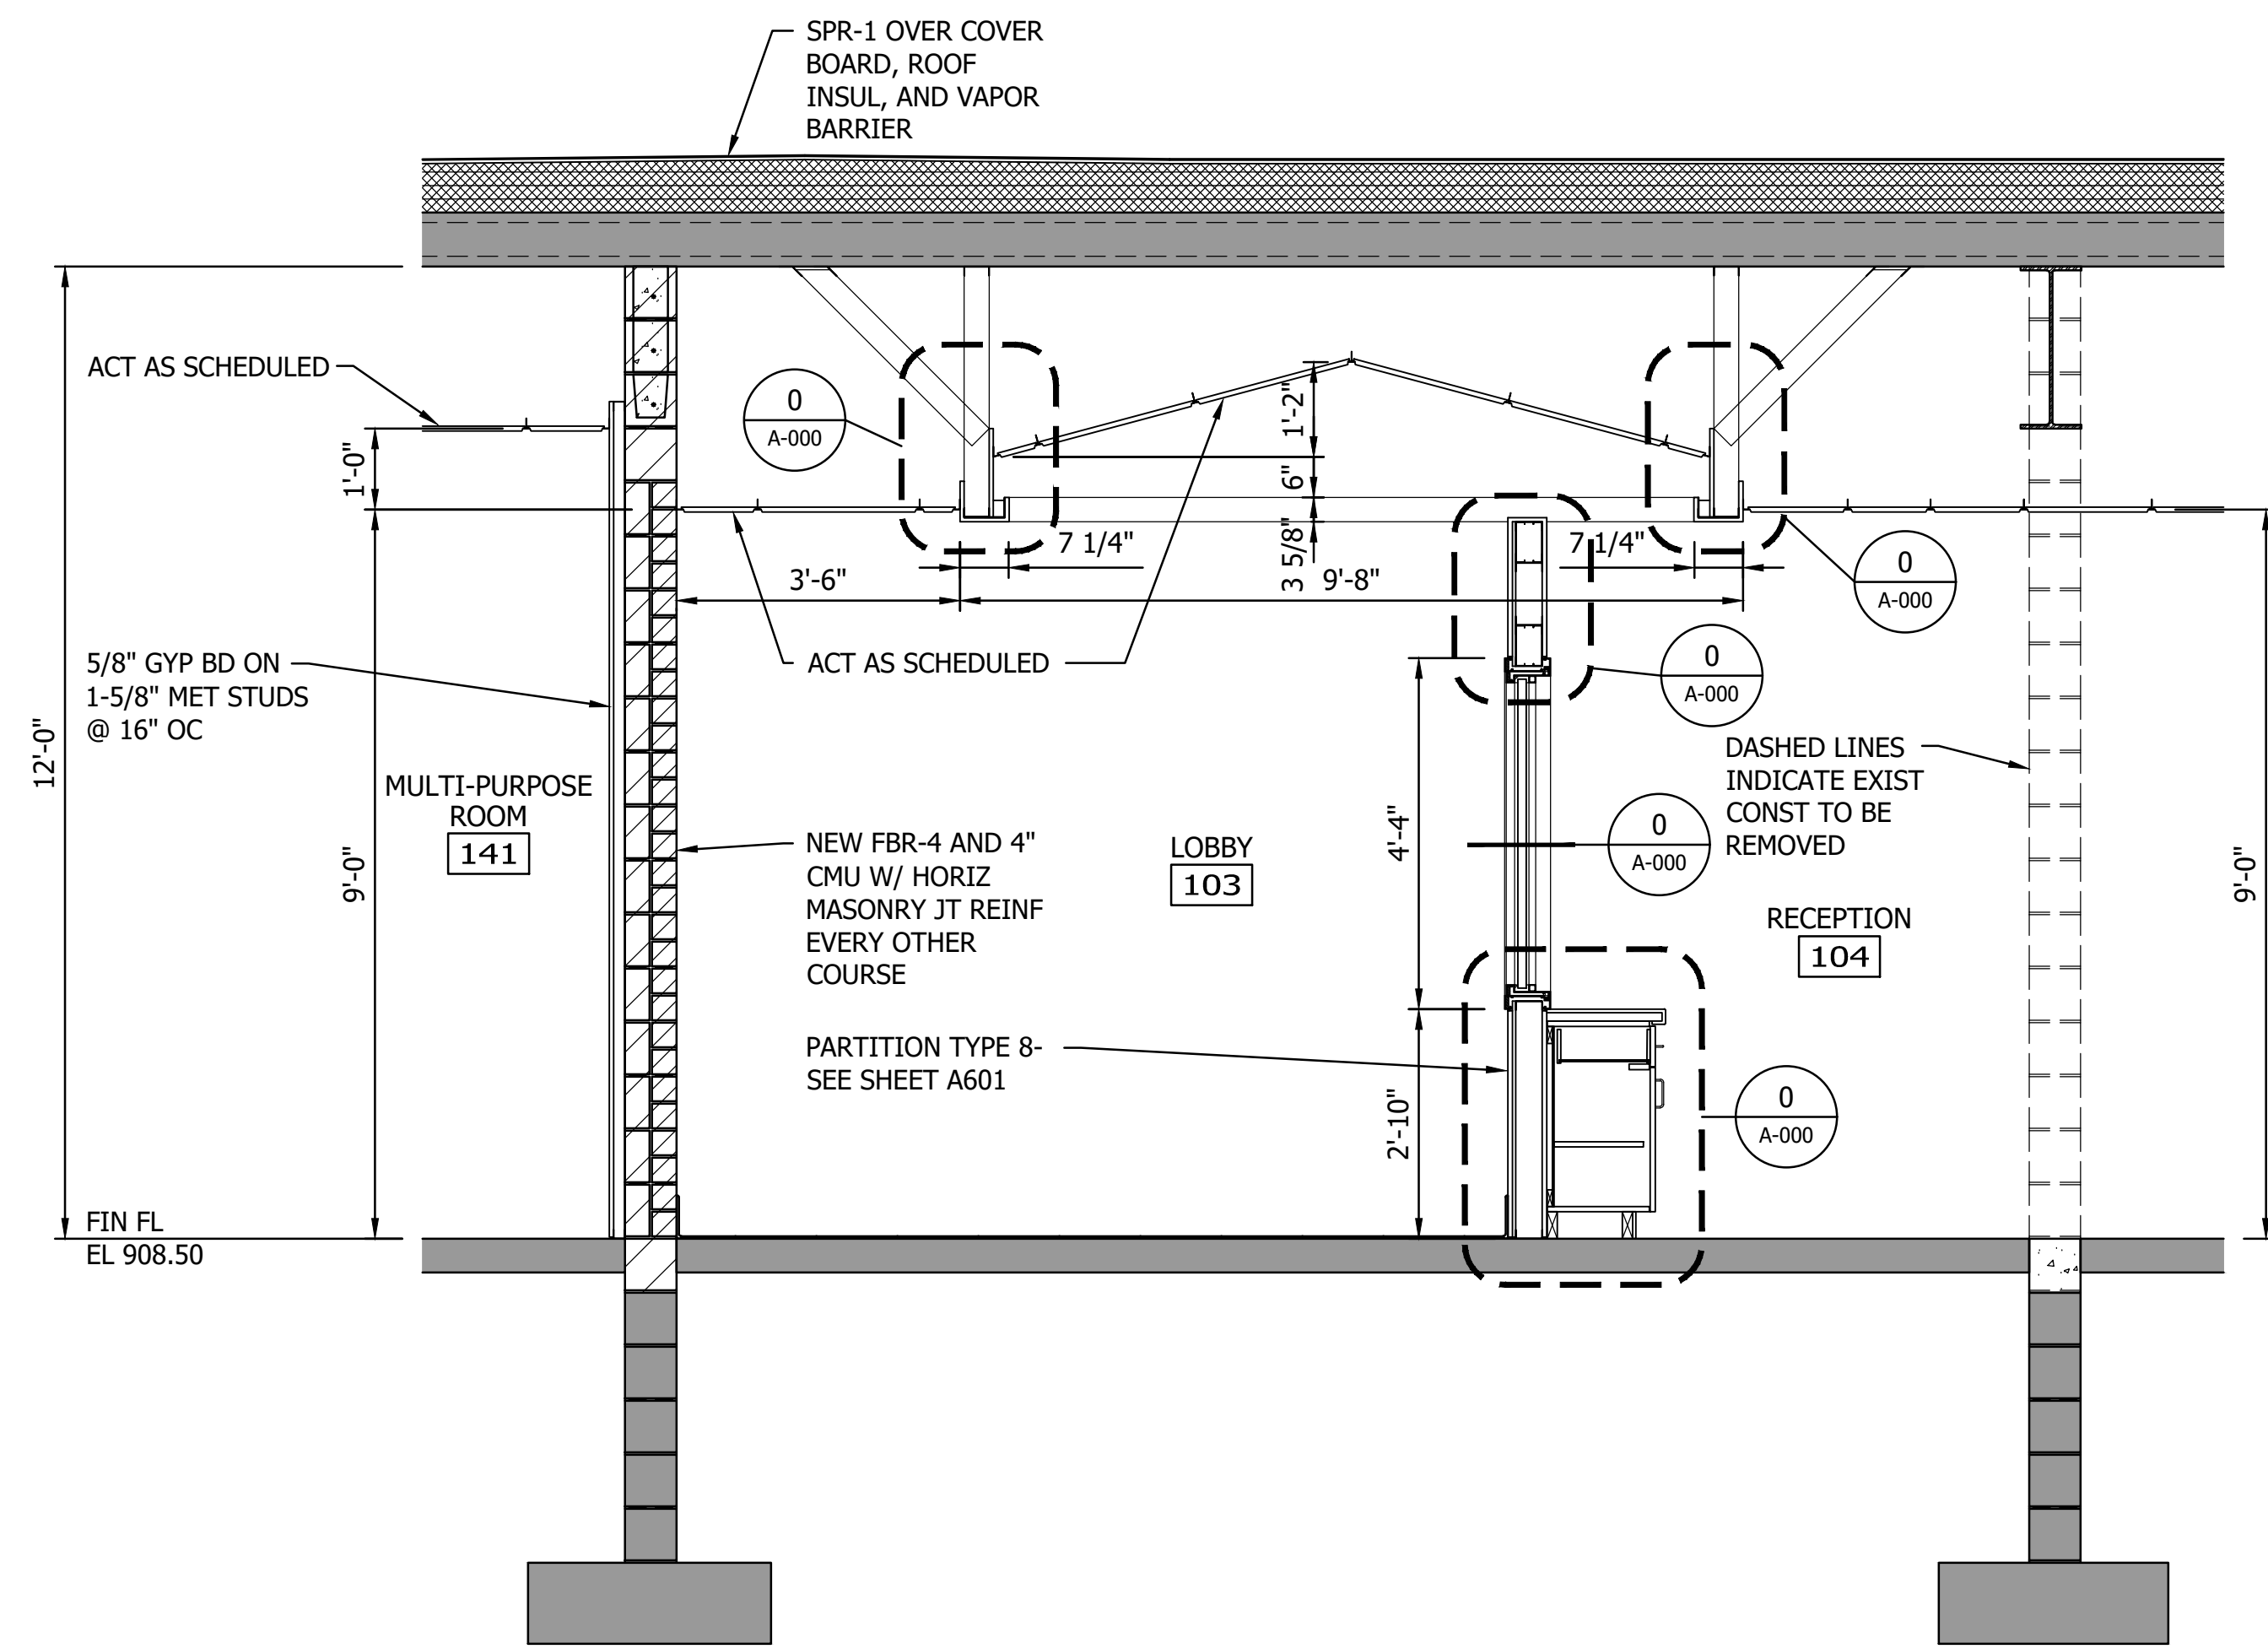 SPR-1 OVER COVER
BOARD, ROOF
INSUL, AND VAPOR
BARRIER
ACT AS SCHEDULED
1'-0"
0
A-000
1'-2"
6"
3 5/8"
7 1/4"
7 1/4"
3'-6"
9'-8"
0
A-000
ACT AS SCHEDULED
0
A-000
5/8" GYP BD ON
1-5/8" MET STUDS
@ 16" OC
12'-0"
9'-0"
MULTI-PURPOSE
ROOM
141
NEW FBR-4 AND 4"
CMU W/ HORIZ
MASONRY JT REINF
EVERY OTHER
COURSE
LOBBY
103
4'-4"
0
A-000
DASHED LINES
INDICATE EXIST
CONST TO BE
REMOVED
RECEPTION
104
9'-0"
PARTITION TYPE 8-
SEE SHEET A601
2'-10"
0
A-000
FIN FL
EL 908.50